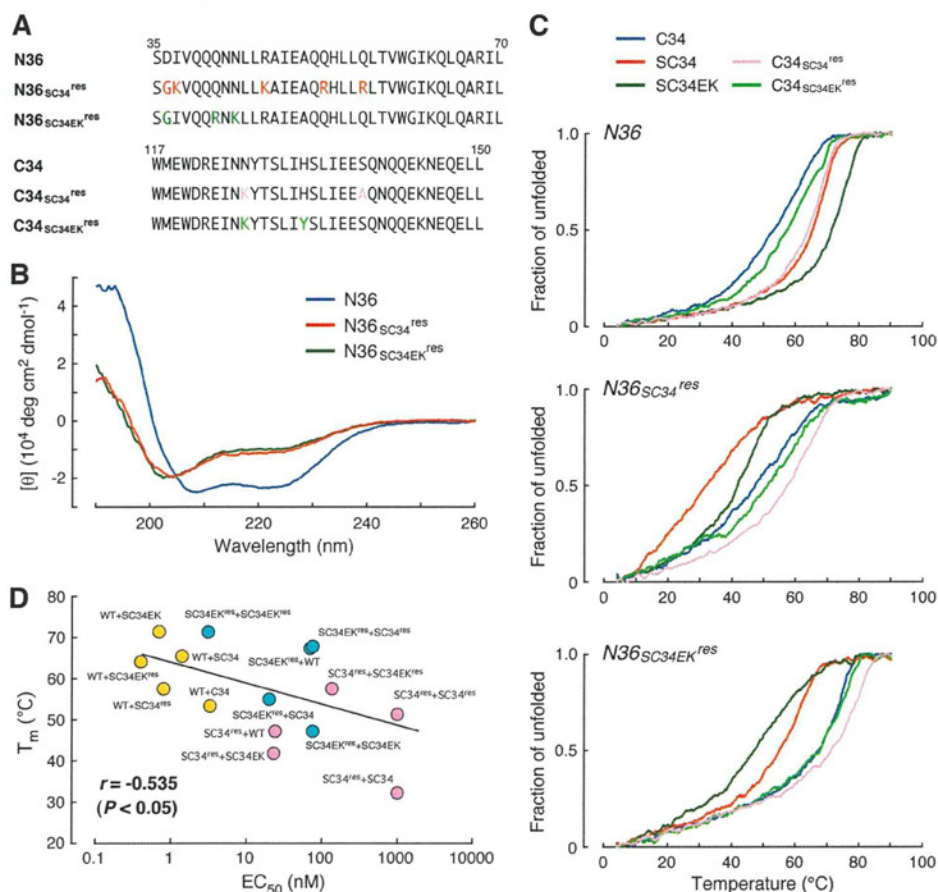 A
35 70
N36 SDIVQQQNNLLRAIEAQQHLLQLTVWGIKQLQARIL
N36SC34res SGKVQQQNNLLKAIEAQRHLLRLTVWGIKQLQARIL
N36SC34EKres SGIVQQRNKLLRAIEAQQHLLQLTVWGIKQLQARIL
117 150
C34 WMEWDREINNYTSLIHSLIEESQNQQEKNEQELL
C34SC34res WMEWDREINKYTSLIHSLIEEAQNQQEKNEQELL
C34SC34EKres WMEWDREINKYTSLIYSLIEESQNQQEKNEQELL
B
4
2
0
-2
[θ] (10⁴ deg cm² dmol⁻¹)
N36
N36SC34res
N36SC34EKres
200 220 240 260
Wavelength (nm)
C
C34
SC34 C34SC34res
SC34EK C34SC34EKres
N36
1.0
0.5
0
Fraction of unfolded
0 20 40 60 80 100
N36SC34res
1.0
0.5
0
Fraction of unfolded
0 20 40 60 80 100
N36SC34EKres
1.0
0.5
0
Fraction of unfolded
0 20 40 60 80 100
Temperature (°C)
D
80
70
60
50
40
30
20
Tm (°C)
WT+SC34EK SC34EKres+SC34EKres
SC34EKres+SC34res
WT+SC34 SC34EKres+WT
WT+SC34EKres SC34res+SC34EKres
WT+SC34res WT+C34 SC34res+SC34res
SC34EKres+SC34
SC34res+WT SC34EKres+SC34EK
SC34res+SC34EK
SC34res+SC34
r = -0.535
(P < 0.05)
0.1 1 10 100 1000 10000
EC50 (nM)